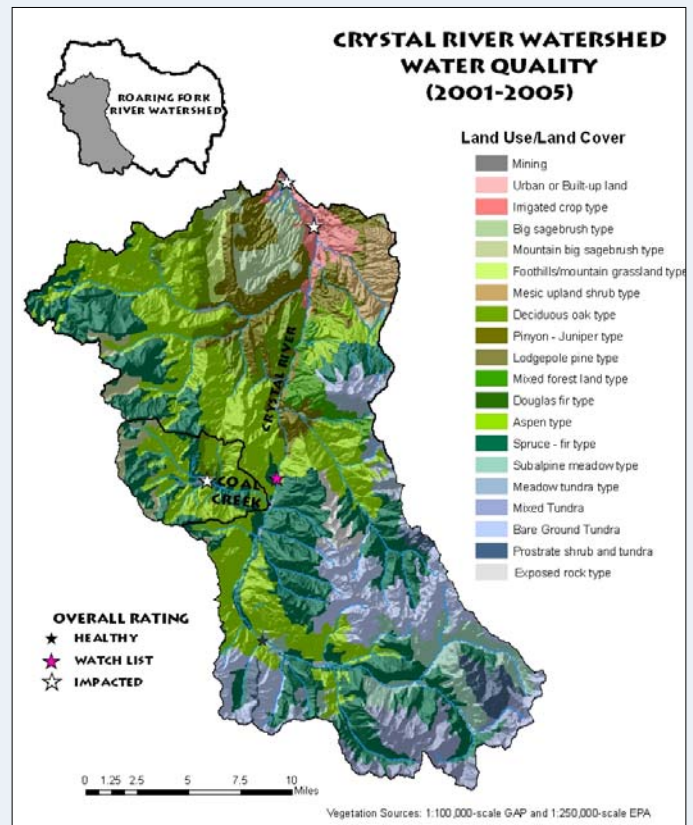 CRYSTAL RIVER WATERSHED
WATER QUALITY
(2001-2005)
ROARING FORK
RIVER WATERSHED
Land Use/Land Cover
Mining
Urban or Built-up land
Irrigated crop type
Big sagebrush type
Mountain big sagebrush type
Foothills/mountain grassland type
Mesic upland shrub type
Deciduous oak type
Pinyon - Juniper type
Lodgepole pine type
Mixed forest land type
Douglas fir type
Aspen type
Spruce - fir type
Subalpine meadow type
Meadow tundra type
Mixed Tundra
Bare Ground Tundra
Prostrate shrub and tundra
Exposed rock type
CRYSTAL RIVER
COAL
CREEK
OVERALL RATING
HEALTHY
WATCH LIST
IMPACTED
0 1.25 2.5 5 7.5 10
Miles
Vegetation Sources: 1:100,000-scale GAP and 1:250,000-scale EPA